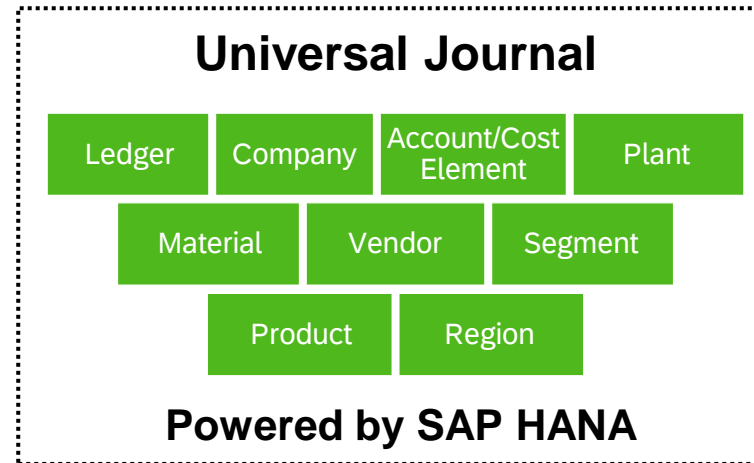 Universal Journal
Ledger
Company
Account/Cost
Element
Plant
Material
Vendor
Segment
Product
Region
Powered by SAP HANA